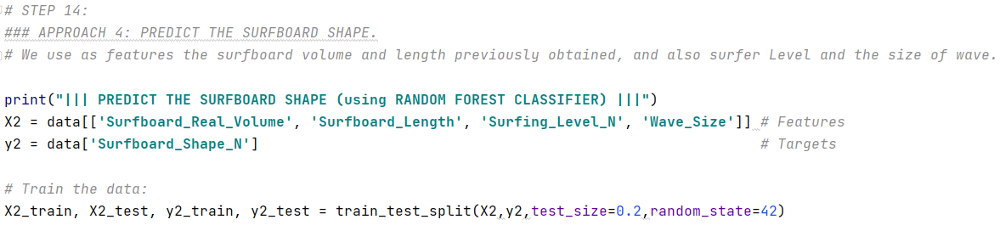 # STEP 14:
### APPROACH 4: PREDICT THE SURFBOARD SHAPE.
# We use as features the surfboard volume and length previously obtained, and also surfer Level and the size of wave.
print("||| PREDICT THE SURFBOARD SHAPE (using RANDOM FOREST CLASSIFIER) |||")
X2 = data[['Surfboard_Real_Volume', 'Surfboard_Length', 'Surfing_Level_N', 'Wave_Size']] # Features
y2 = data['Surfboard_Shape_N'] # Targets
# Train the data:
X2_train, X2_test, y2_train, y2_test = train_test_split(X2,y2,test_size=0.2,random_state=42)